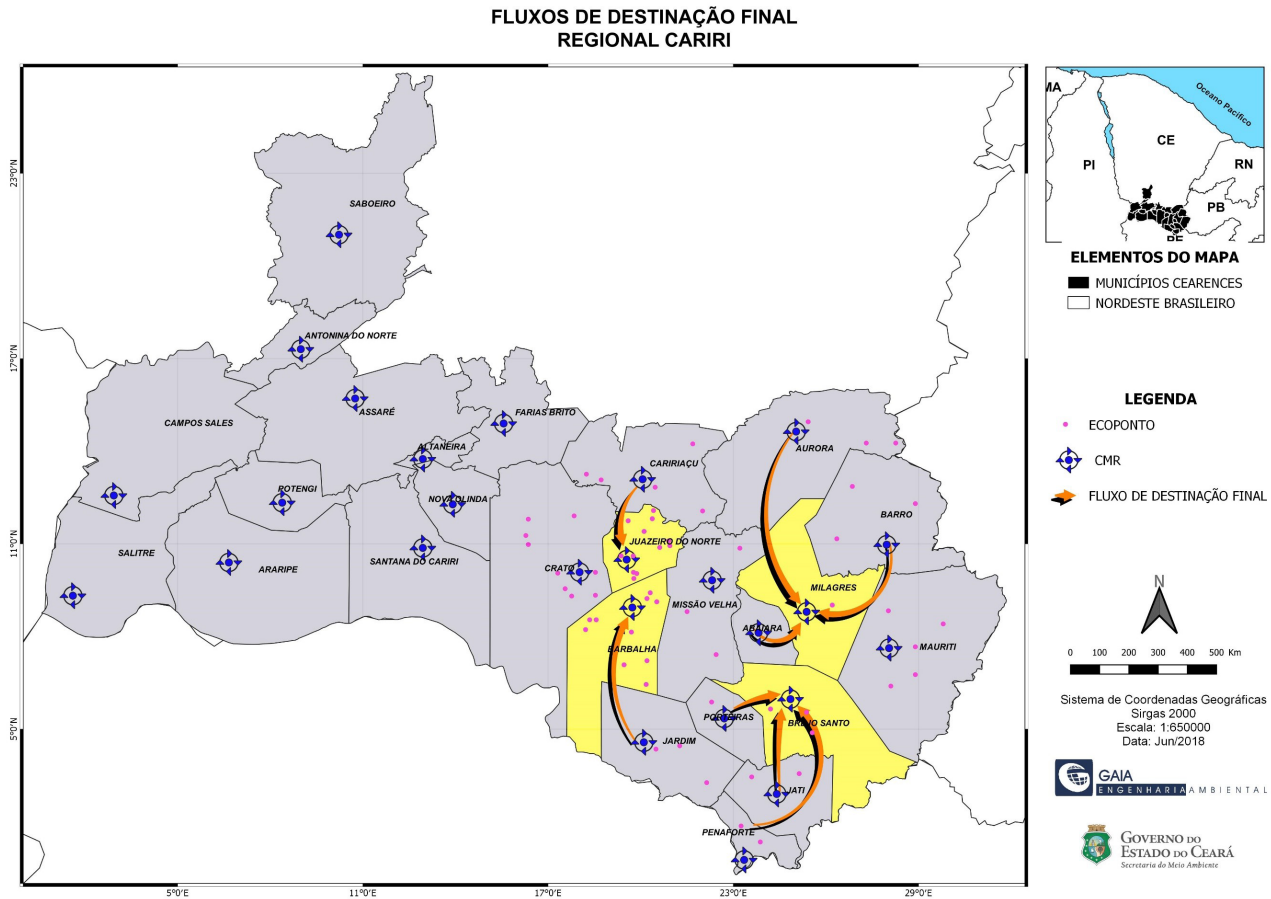 FLUXOS DE DESTINAÇÃO FINAL
REGIONAL CARIRI
23°0'N
17°0'N
11°0'N
5°0'N
5°0'E
11°0'E
17°0'E
23°0'E
29°0'E
SABOEIRO
ANTONINA DO NORTE
CAMPOS SALES
ASSARÉ
FARIAS BRITO
ALTANEIRA
AURORA
CARIRIAÇU
POTENGI
NOVA OLINDA
BARRO
SALITRE
ARARIPE
SANTANA DO CARIRI
CRATO
JUAZEIRO DO NORTE
MISSÃO VELHA
MILAGRES
ABAIARA
MAURITI
BARBALHA
PORTEIRAS
BREJO SANTO
JARDIM
JATI
PENAFORTE
MA
Oceano Pacífico
CE
PI
RN
PB
PE
ELEMENTOS DO MAPA
MUNICÍPIOS CEARENCES
NORDESTE BRASILEIRO
LEGENDA
ECOPONTO
CMR
FLUXO DE DESTINAÇÃO FINAL
N
0 100 200 300 400 500 Km
Sistema de Coordenadas Geográficas
Sirgas 2000
Escala: 1:650000
Data: Jun/2018
GAIA
ENGENHARIA AMBIENTAL
GOVERNO DO
ESTADO DO CEARÁ
Secretaria do Meio Ambiente